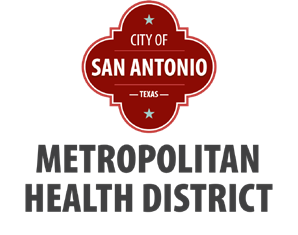 CITY OF
SAN ANTONIO
— TEXAS —
METROPOLITAN
HEALTH DISTRICT